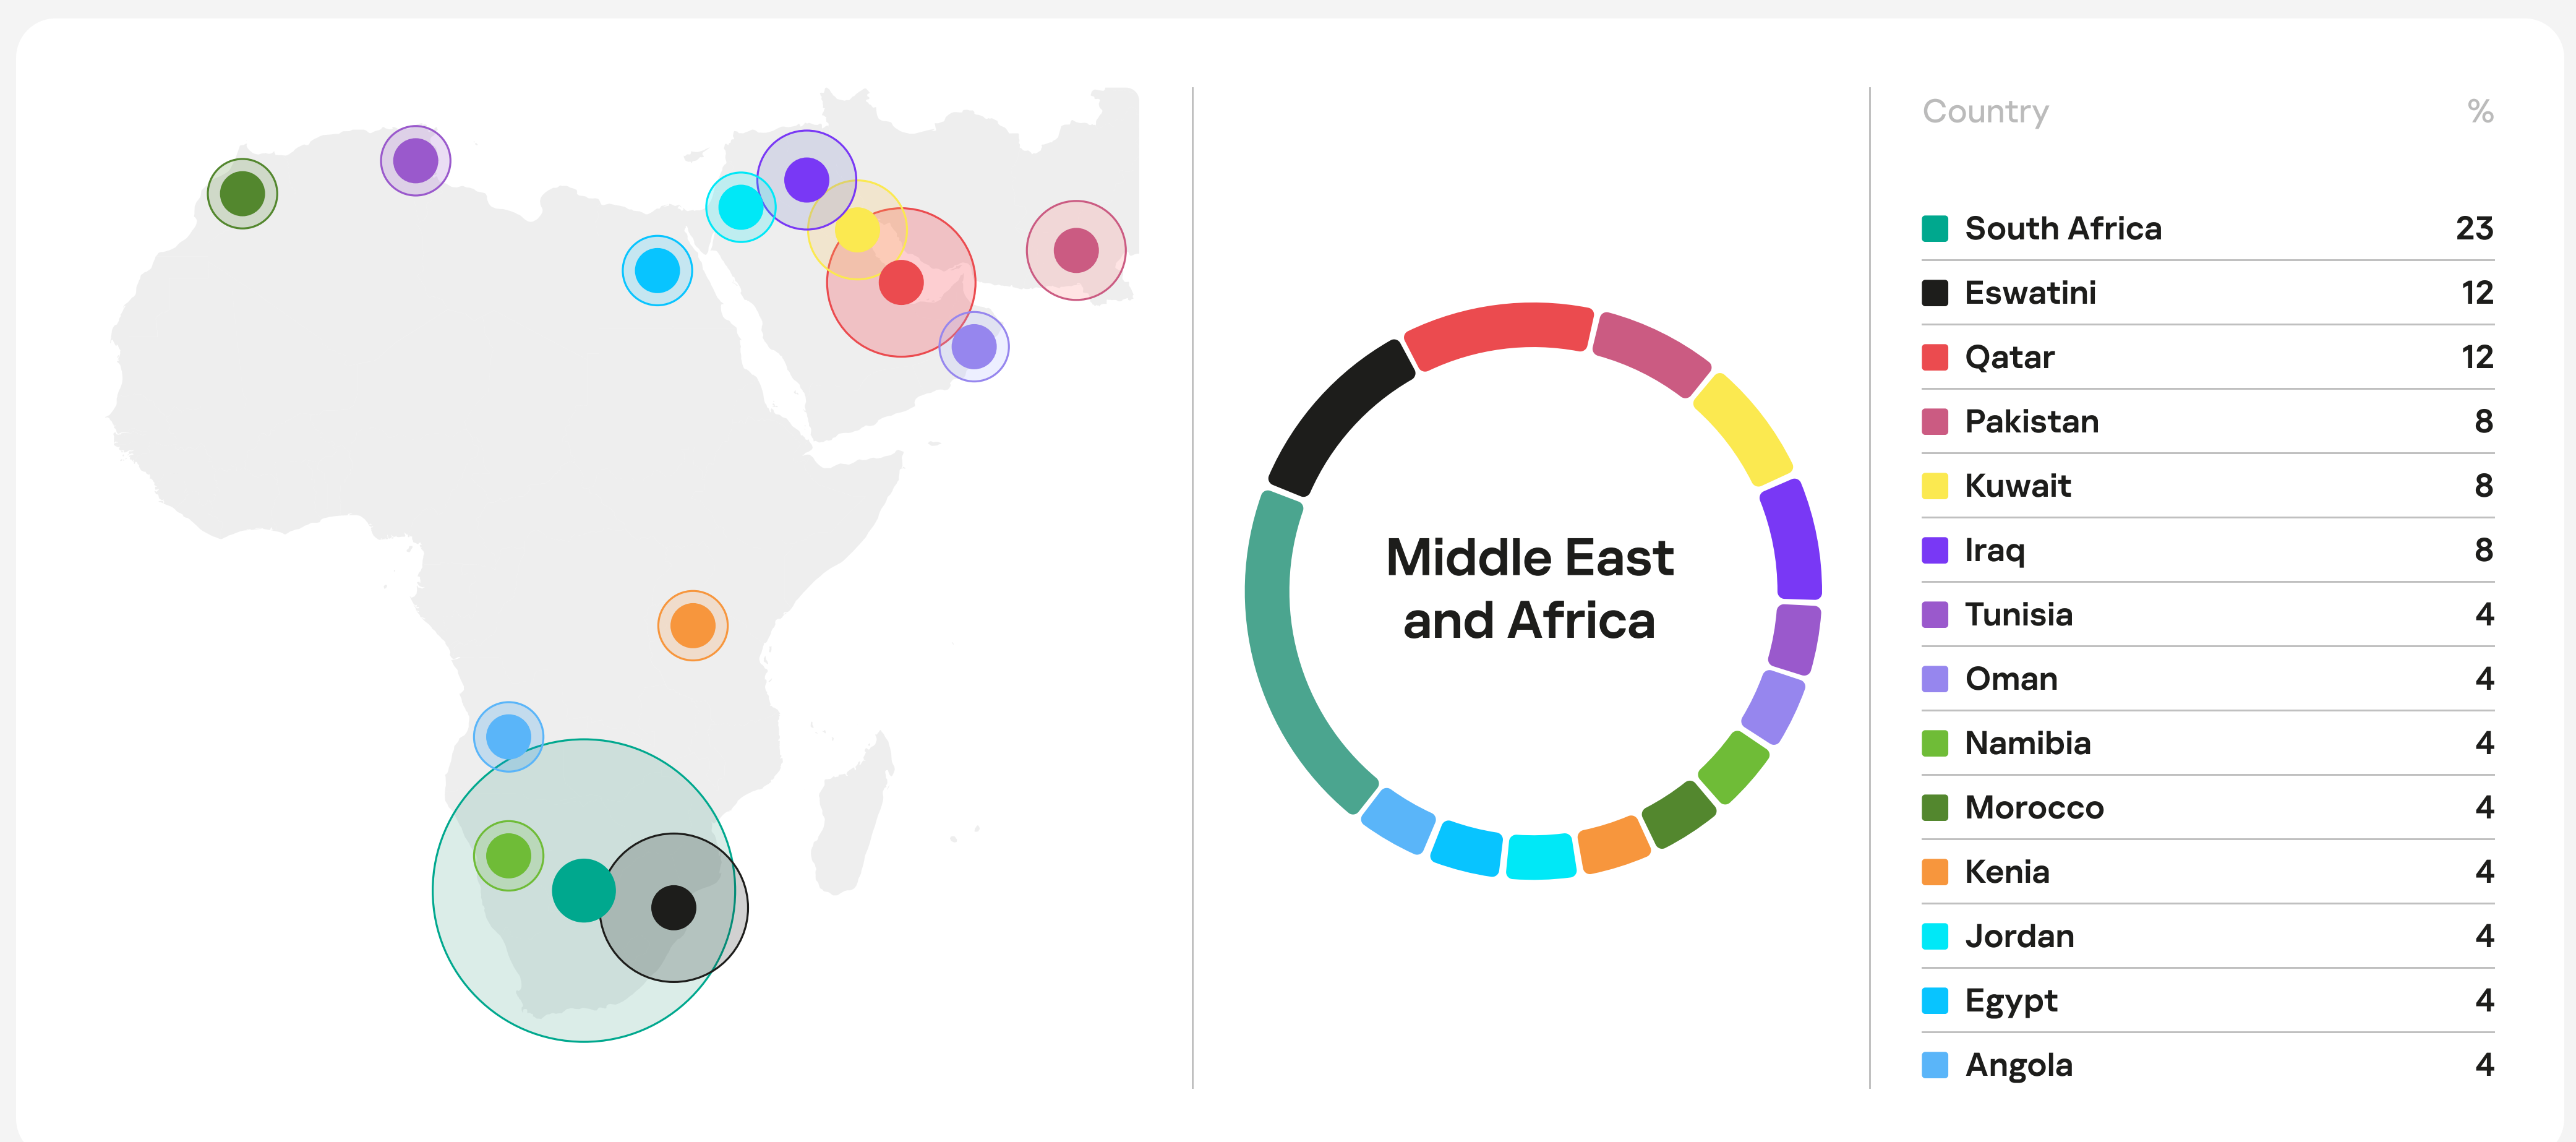 Middle East
and Africa
Country %
South Africa 23
Eswatini 12
Qatar 12
Pakistan 8
Kuwait 8
Iraq 8
Tunisia 4
Oman 4
Namibia 4
Morocco 4
Kenia 4
Jordan 4
Egypt 4
Angola 4